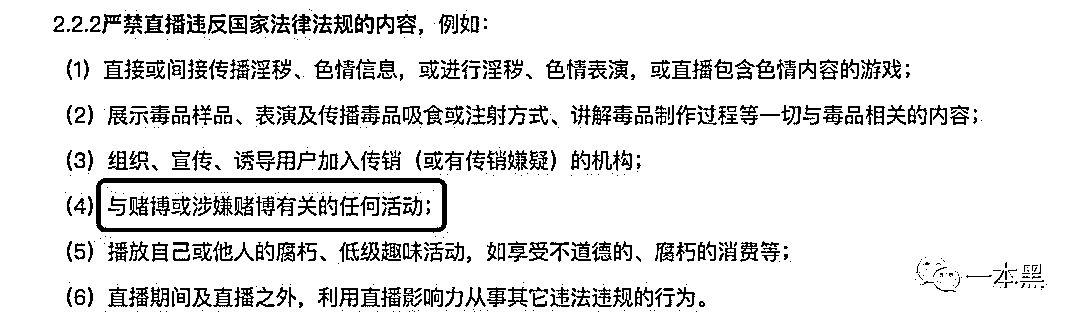 2.2.2严禁直播违反国家法律法规的内容，例如：
（1）直接或间接传播淫秽、色情信息，或进行淫秽、色情表演，或直播包含色情内容的游戏；
（2）展示毒品样品、表演及传播毒品吸食或注射方式、讲解毒品制作过程等一切与毒品相关的内容；
（3）组织、宣传、诱导用户加入传销（或有传销嫌疑）的机构；
（4）与赌博或涉嫌赌博有关的任何活动；
（5）播放自己或他人的腐朽、低级趣味活动，如享受不道德的、腐朽的消费等；
（6）直播期间及直播之外，利用直播影响力从事其它违法违规的行为。
一本黑